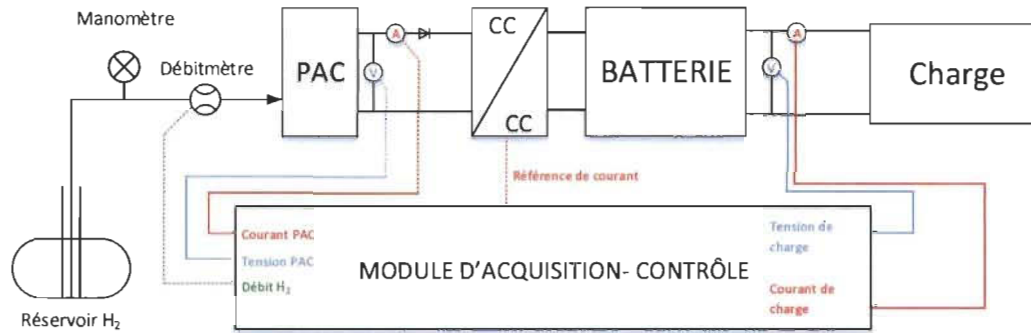 Manomètre
Débitmètre
PAC
A
V
CC
CC
BATTERIE
A
V
Charge
Référence de courant
Courant PAC
Tension PAC
Débit H₂
MODULE D'ACQUISITION- CONTRÔLE
Tension de
charge
Courant de
charge
Réservoir H₂